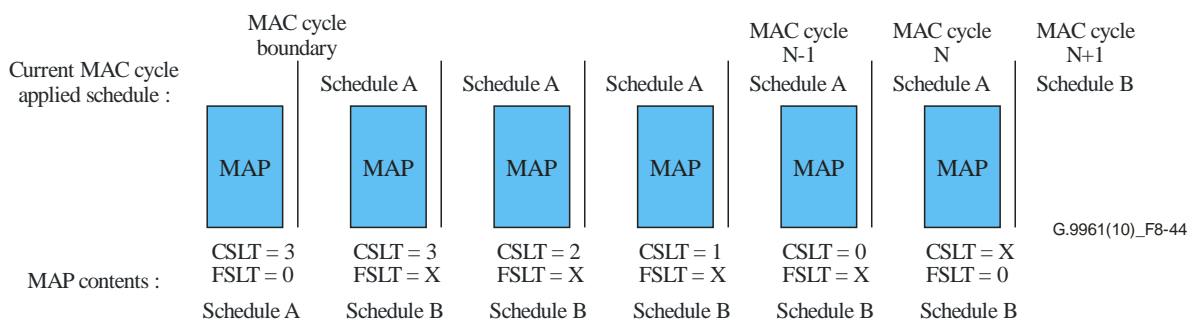 MAC cycle
boundary
MAC cycle
N-1
MAC cycle
N
MAC cycle
N+1
Current MAC cycle
applied schedule :
Schedule A
Schedule A
Schedule A
Schedule A
Schedule A
Schedule B
MAP
MAP
MAP
MAP
MAP
MAP
G.9961(10)_F8-44
MAP contents :
CSLT = 3
FSLT = 0
Schedule A
CSLT = 3
FSLT = X
Schedule B
CSLT = 2
FSLT = X
Schedule B
CSLT = 1
FSLT = X
Schedule B
CSLT = 0
FSLT = X
Schedule B
CSLT = X
FSLT = 0
Schedule B